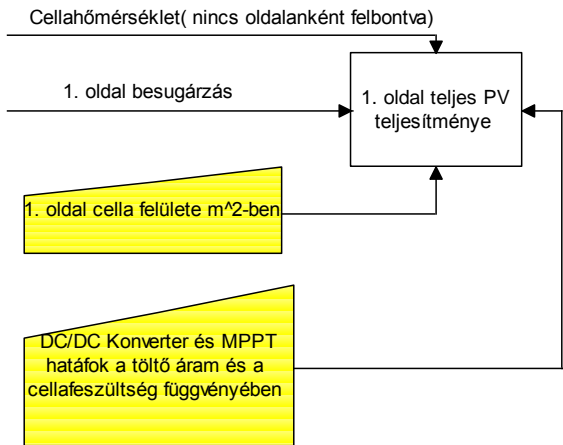 Cellahőmérséklet( nincs oldalanként felbontva)
1. oldal besugárzás
1. oldal teljes PV
teljesítménye
1. oldal cella felülete m^2-ben
DC/DC Konverter és MPPT
hatáfok a töltő áram és a
cellafeszültség függvényében